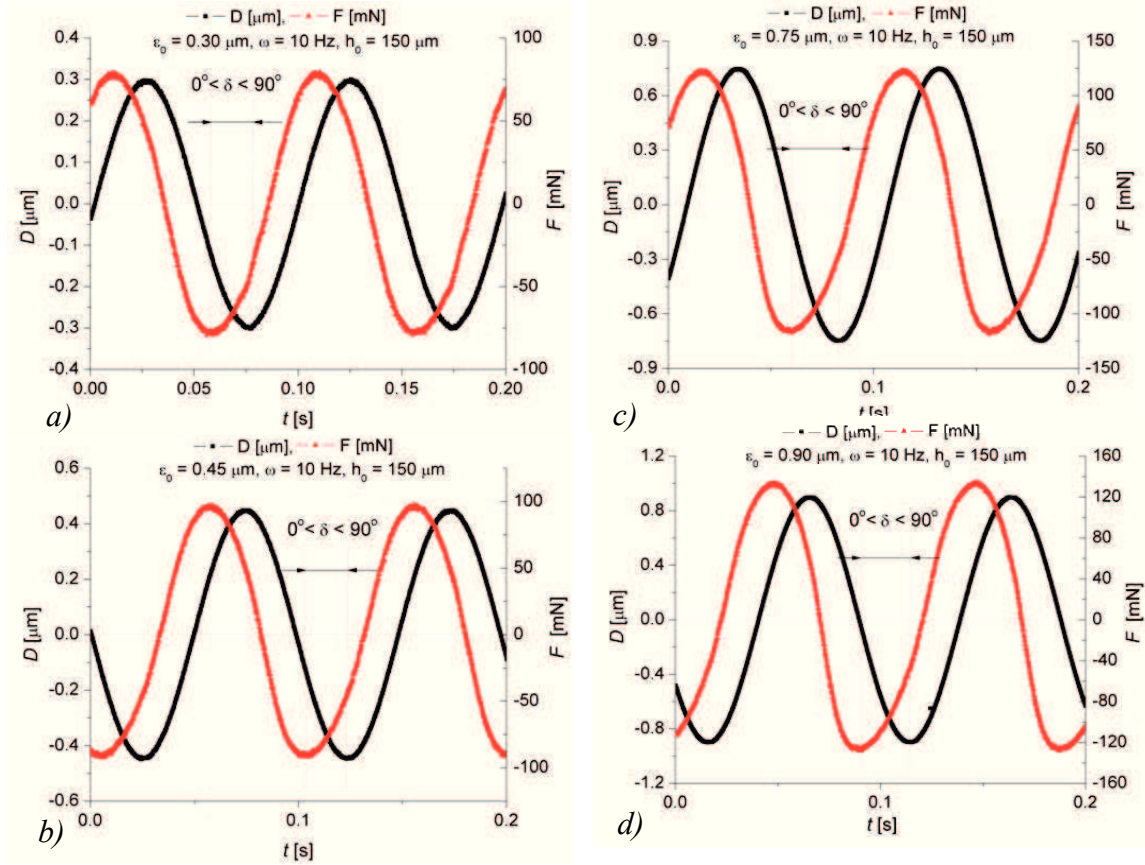 D [μm], F [mN]
ε₀ = 0.30 μm, ω = 10 Hz, h₀ = 150 μm
0°< δ < 90°
0.4
0.3
0.2
0.1
0.0
-0.1
-0.2
-0.3
-0.4
D [μm]
100
50
0
-50
-100
F [mN]
0.00
0.05
0.10
0.15
0.20
t [s]
a)
D [μm], F [mN]
ε₀ = 0.45 μm, ω = 10 Hz, h₀ = 150 μm
0°< δ < 90°
0.6
0.4
0.2
0.0
-0.2
-0.4
-0.6
D [μm]
100
50
0
-50
-100
F [mN]
0.0
0.1
0.2
t [s]
b)
D [μm], F [mN]
ε₀ = 0.75 μm, ω = 10 Hz, h₀ = 150 μm
0°< δ < 90°
0.9
0.6
0.3
0.0
-0.3
-0.6
-0.9
D [μm]
150
100
50
0
-50
-100
-150
F [mN]
0.0
0.1
0.2
t [s]
c)
D [μm], F [mN]
ε₀ = 0.90 μm, ω = 10 Hz, h₀ = 150 μm
0°< δ < 90°
1.2
0.8
0.4
0.0
-0.4
-0.8
-1.2
D [μm]
160
120
80
40
0
-40
-80
-120
-160
F [mN]
0.0
0.1
0.2
t [s]
d)